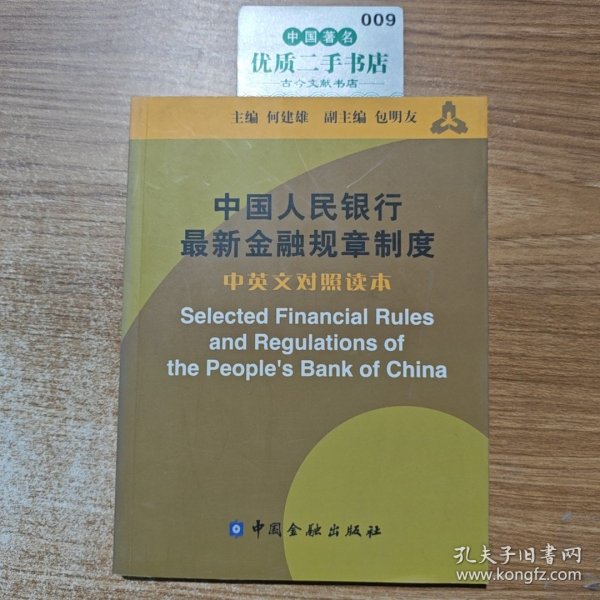 009
中国著名
优质二手书店
古今文献书店
主编 何建雄 副主编 包明友
中国人民银行
最新金融规章制度
中英文对照读本
Selected Financial Rules
and Regulations of
the People's Bank of China
中国金融出版社
孔夫子旧书网
www.kongfz.com